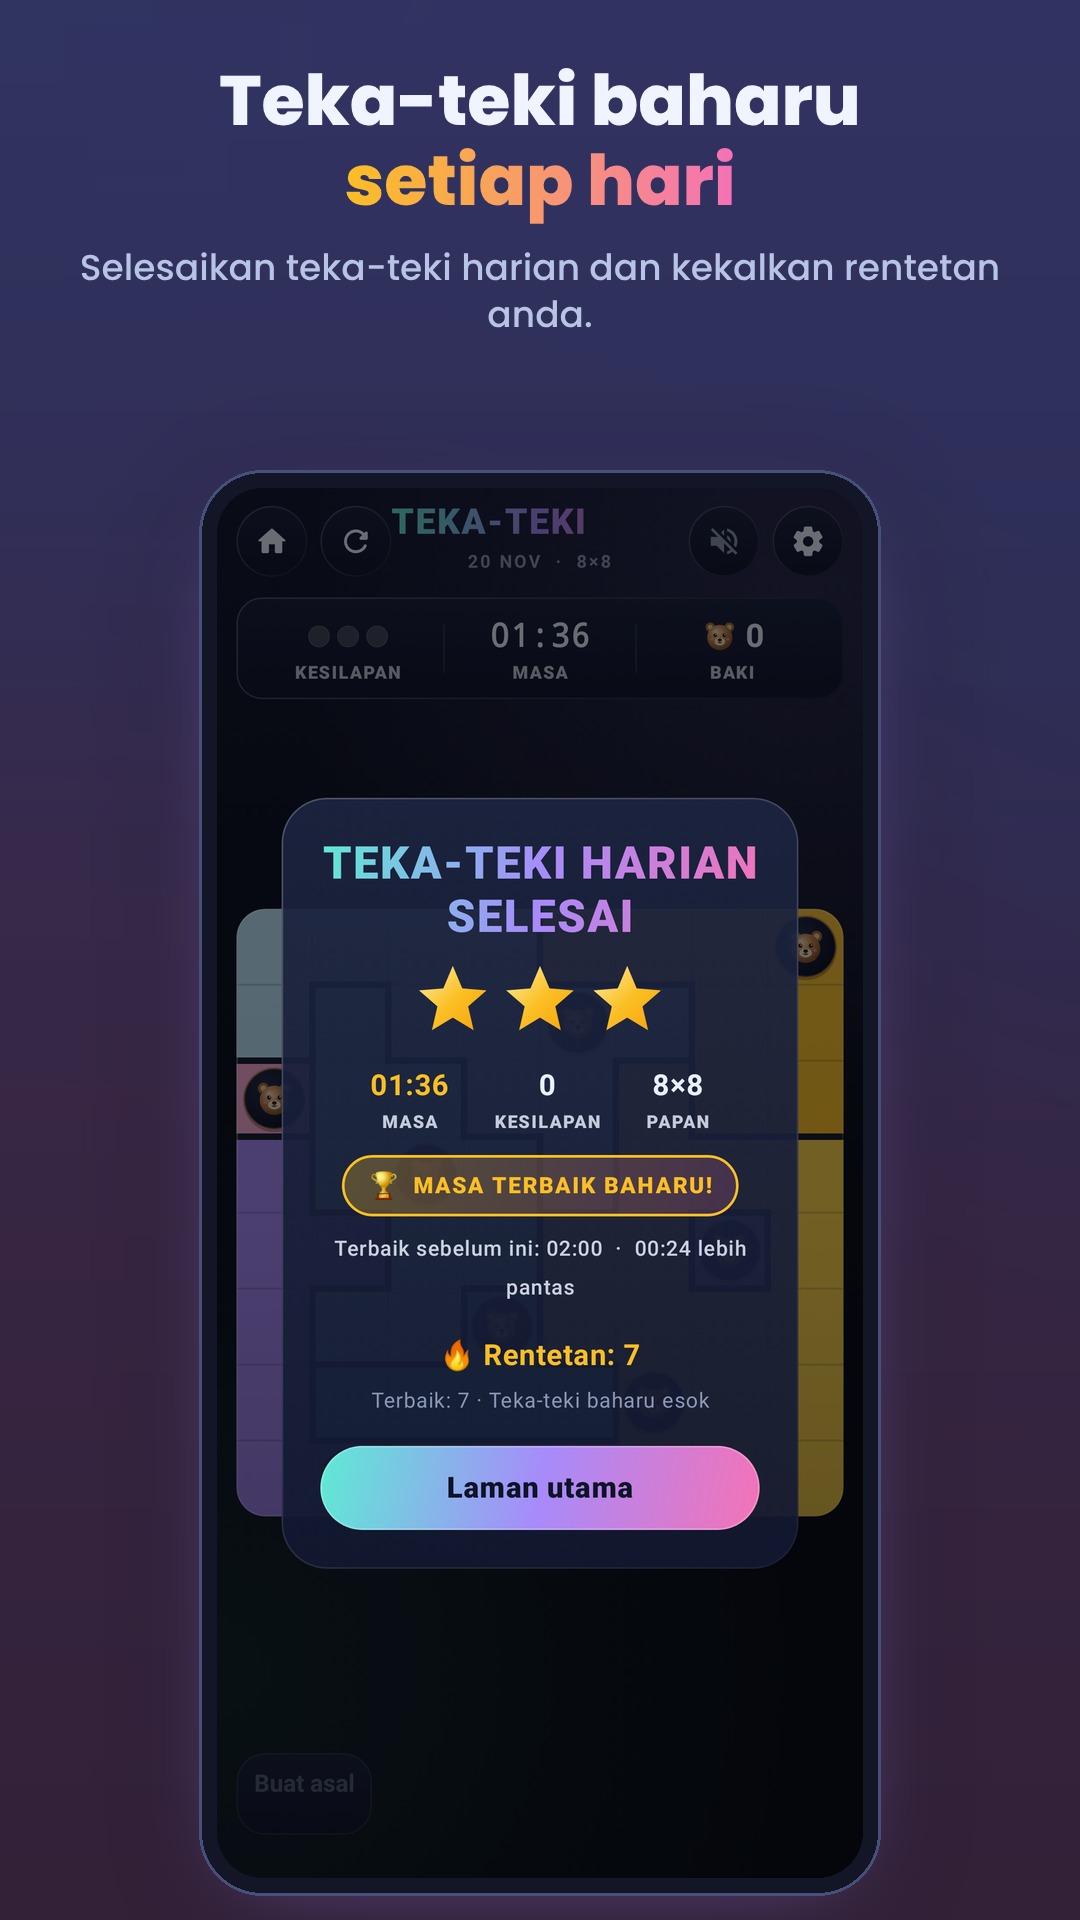 Teka-teki baharu
setiap hari
Selesaikan teka-teki harian dan kekalkan rentetan
anda.
TEKA-TEKI
20 NOV · 8×8
01:36
0
KESILAPAN
MASA
BAKI
TEKA-TEKI HARIAN
SELESAI
01:36
0
8×8
MASA
KESILAPAN
PAPAN
MASA TERBAIK BAHARU!
Terbaik sebelum ini: 02:00 · 00:24 lebih
pantas
Rentetan: 7
Terbaik: 7 · Teka-teki baharu esok
Laman utama
Buat asal